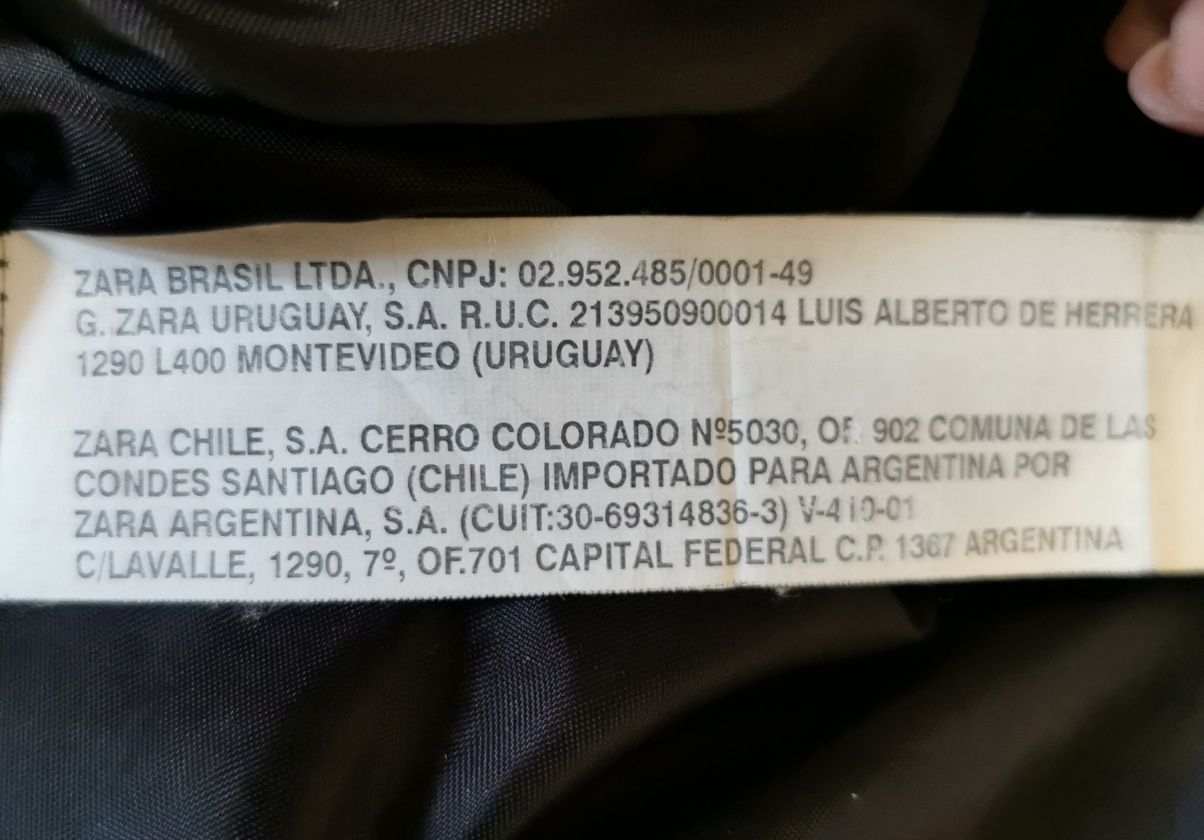 ZARA BRASIL LTDA., CNPJ: 02.952.485/0001-49
G. ZARA URUGUAY, S.A. R.U.C. 213950900014 LUIS ALBERTO DE HERRERA
1290 L400 MONTEVIDEO (URUGUAY)
ZARA CHILE, S.A. CERRO COLORADO Nº5030, OF. 902 COMUNA DE LAS
CONDES SANTIAGO (CHILE) IMPORTADO PARA ARGENTINA POR
ZARA ARGENTINA, S.A. (CUIT:30-69314836-3)
C/LAVALLE, 1290, 7º, OF.701 CAPITAL FEDERAL C.P. 1367 ARGENTINA